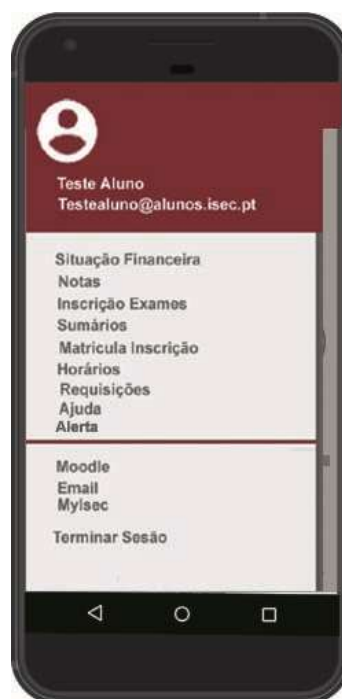 Teste Aluno
Testealuno@alunos.isec.pt
Situação Financeira
Notas
Inscrição Exames
Sumários
Matricula Inscrição
Horários
Requisições
Ajuda
Alerta
Moodle
Email
MyIsec
Terminar Sesão